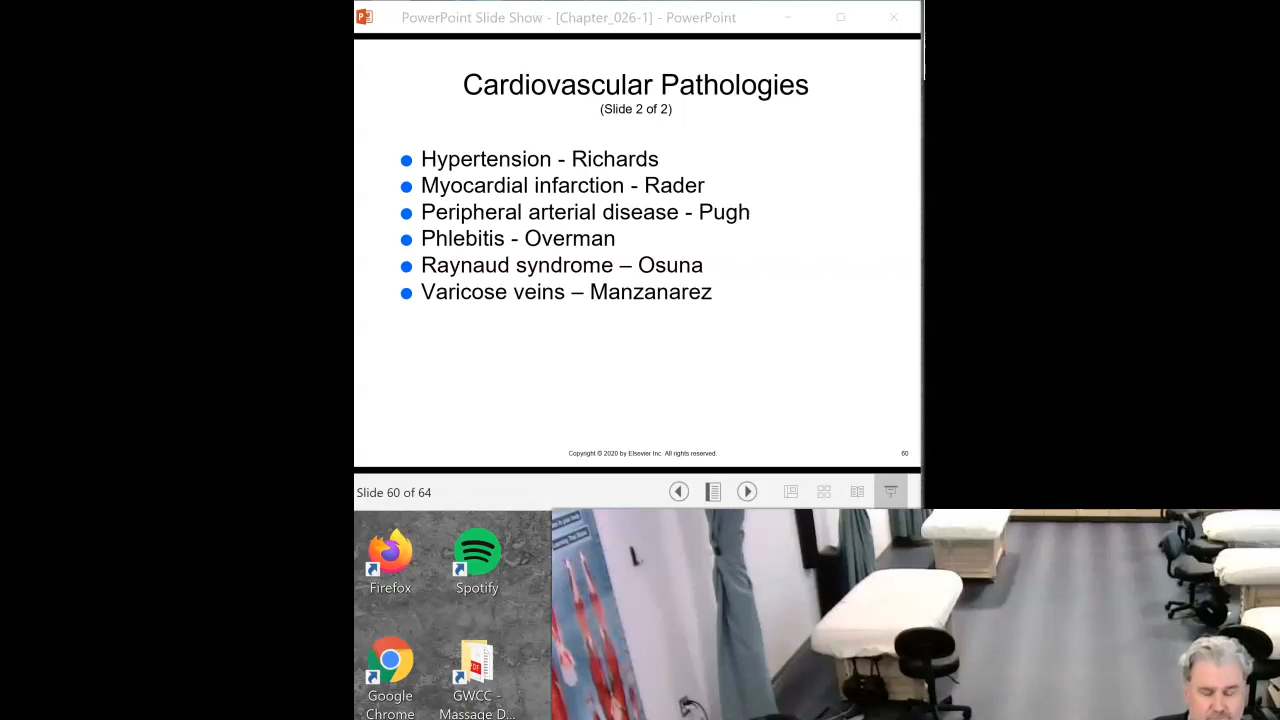 PowerPoint Slide Show - [Chapter_026-1] - PowerPoint
Cardiovascular Pathologies
(Slide 2 of 2)
Hypertension - Richards
Myocardial infarction - Rader
Peripheral arterial disease - Pugh
Phlebitis - Overman
Raynaud syndrome – Osuna
Varicose veins – Manzanarez
Copyright © 2020 by Elsevier Inc. All rights reserved.
60
Slide 60 of 64
Firefox
Spotify
Google
Chrome
GWCC -
Massage D...
PDF